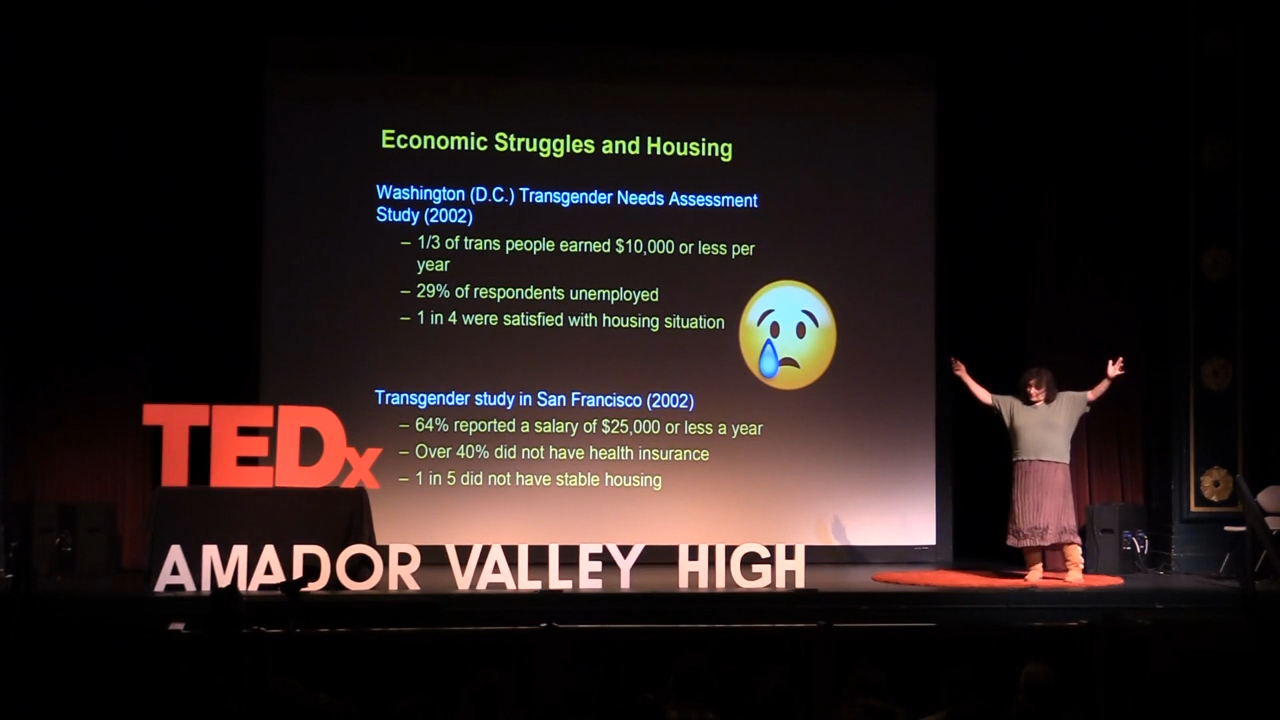 Economic Struggles and Housing
Washington (D.C.) Transgender Needs Assessment
Study (2002)
– 1/3 of trans people earned $10,000 or less per
year
– 29% of respondents unemployed
– 1 in 4 were satisfied with housing situation
Transgender study in San Francisco (2002)
– 64% reported a salary of $25,000 or less a year
– Over 40% did not have health insurance
– 1 in 5 did not have stable housing
TEDx
AMADOR VALLEY HIGH